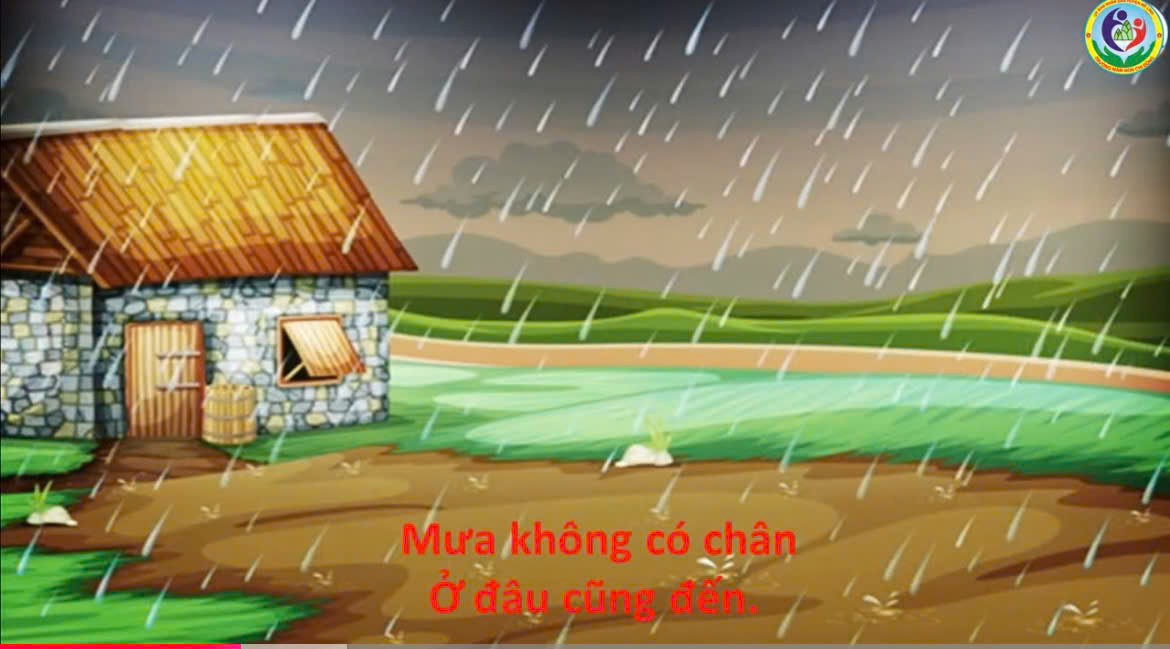 Mưa không có chân
Ở đâu cũng đến.